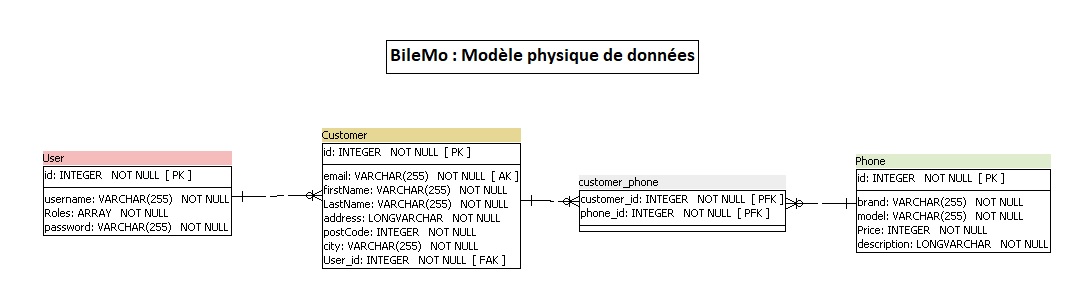 BileMo : Modèle physique de données
User
id: INTEGER NOT NULL [ PK ]
username: VARCHAR(255) NOT NULL
Roles: ARRAY NOT NULL
password: VARCHAR(255) NOT NULL
Customer
id: INTEGER NOT NULL [ PK ]
email: VARCHAR(255) NOT NULL [ AK ]
firstName: VARCHAR(255) NOT NULL
LastName: VARCHAR(255) NOT NULL
address: LONGVARCHAR NOT NULL
postCode: INTEGER NOT NULL
city: VARCHAR(255) NOT NULL
User_id: INTEGER NOT NULL [ FAK ]
customer_phone
customer_id: INTEGER NOT NULL [ PFK ]
phone_id: INTEGER NOT NULL [ PFK ]
Phone
id: INTEGER NOT NULL [ PK ]
brand: VARCHAR(255) NOT NULL
model: VARCHAR(255) NOT NULL
Price: INTEGER NOT NULL
description: LONGVARCHAR NOT NULL